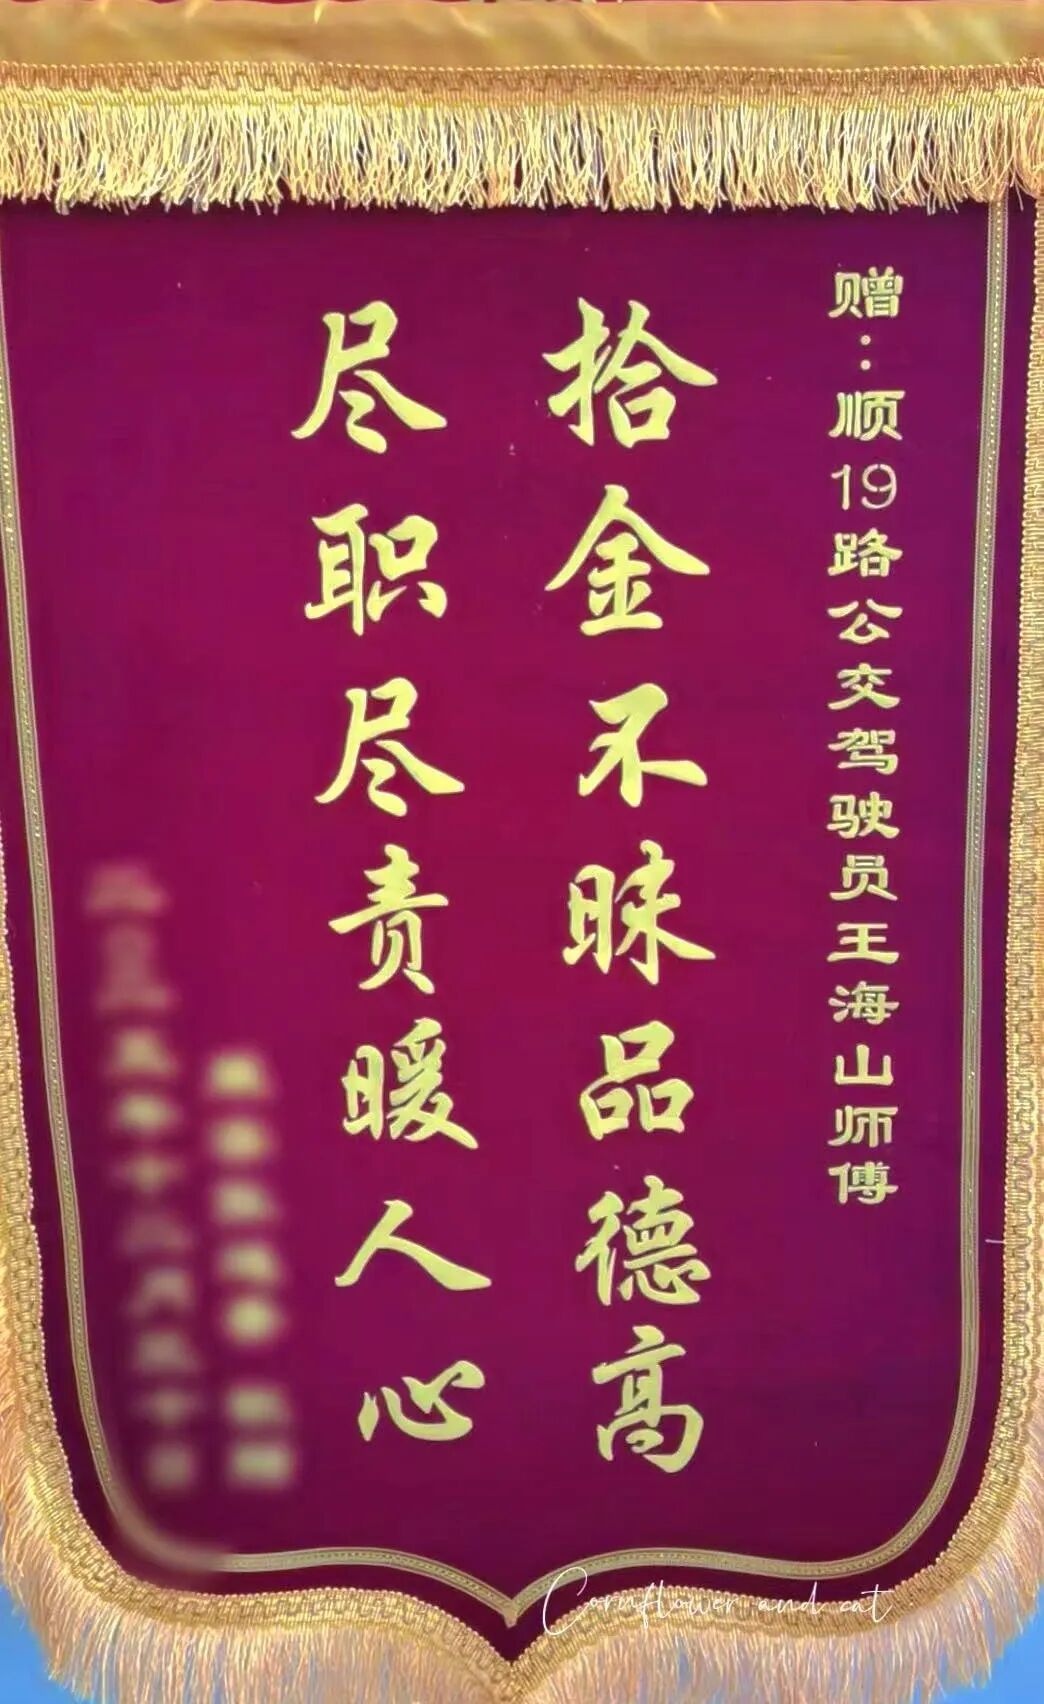 赠：顺19路公交驾驶员王海山师傅
拾金不昧品德高
尽职尽责暖人心
Cornflower and cat